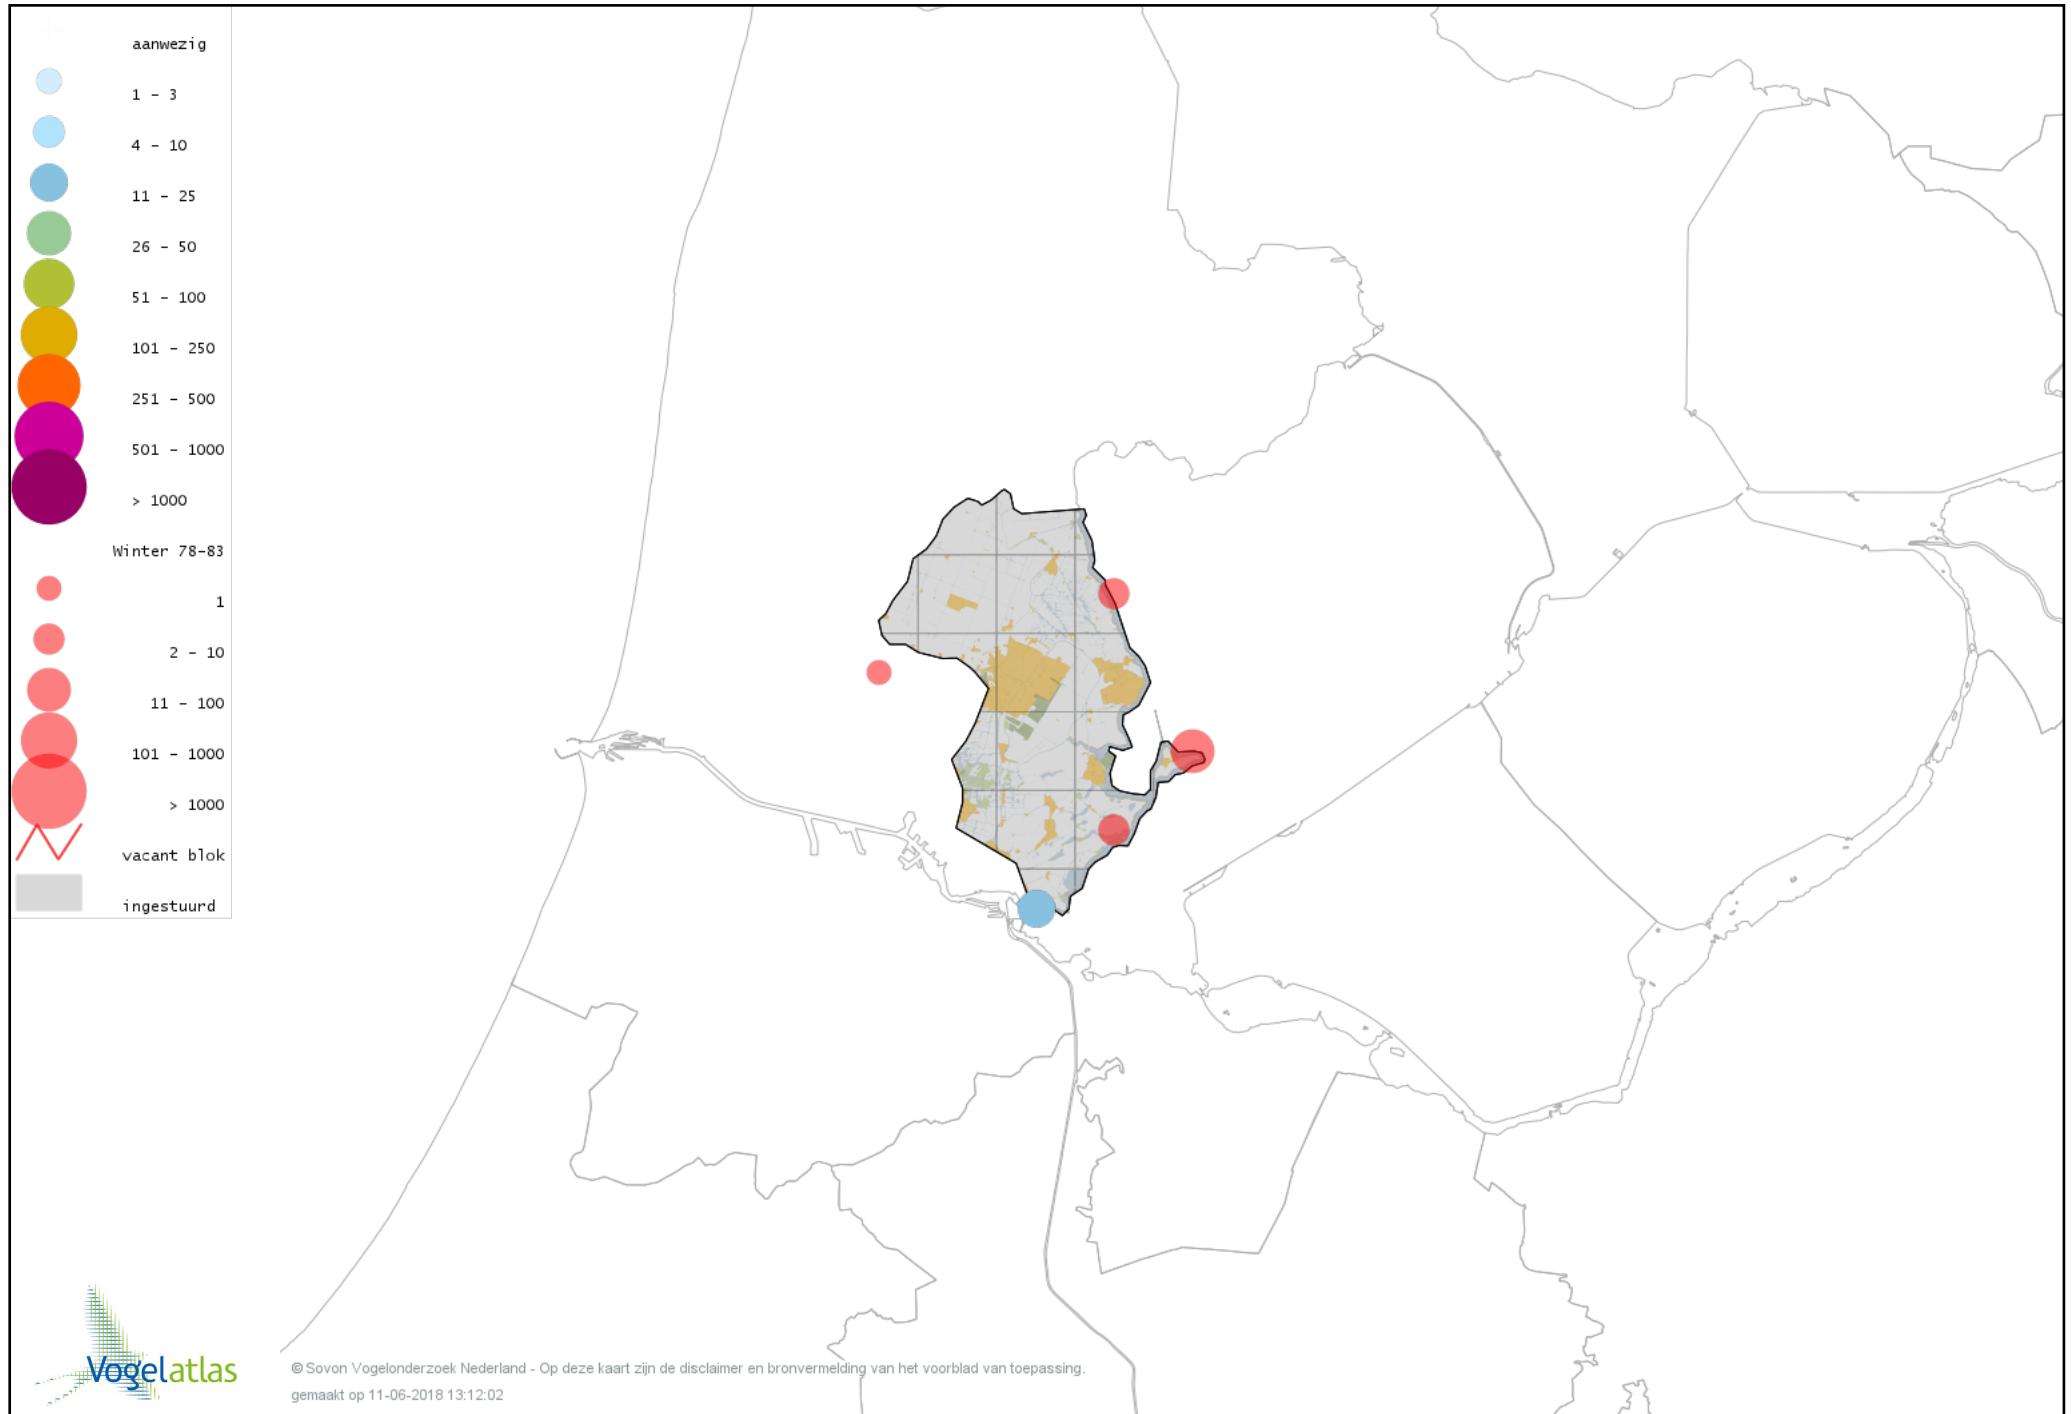 aanwezig
1 - 3
4 - 10
11 - 25
26 - 50
51 - 100
101 - 250
251 - 500
501 - 1000
> 1000
Winter 78-83
1
2 - 10
11 - 100
101 - 1000
> 1000
vacant blok
ingestuurd
Vogelatlas
© Sovon Vogelonderzoek Nederland - Op deze kaart zijn de disclaimer en bronvermelding van het voorblad van toepassing.
gemaakt op 11-06-2018 13:12:02